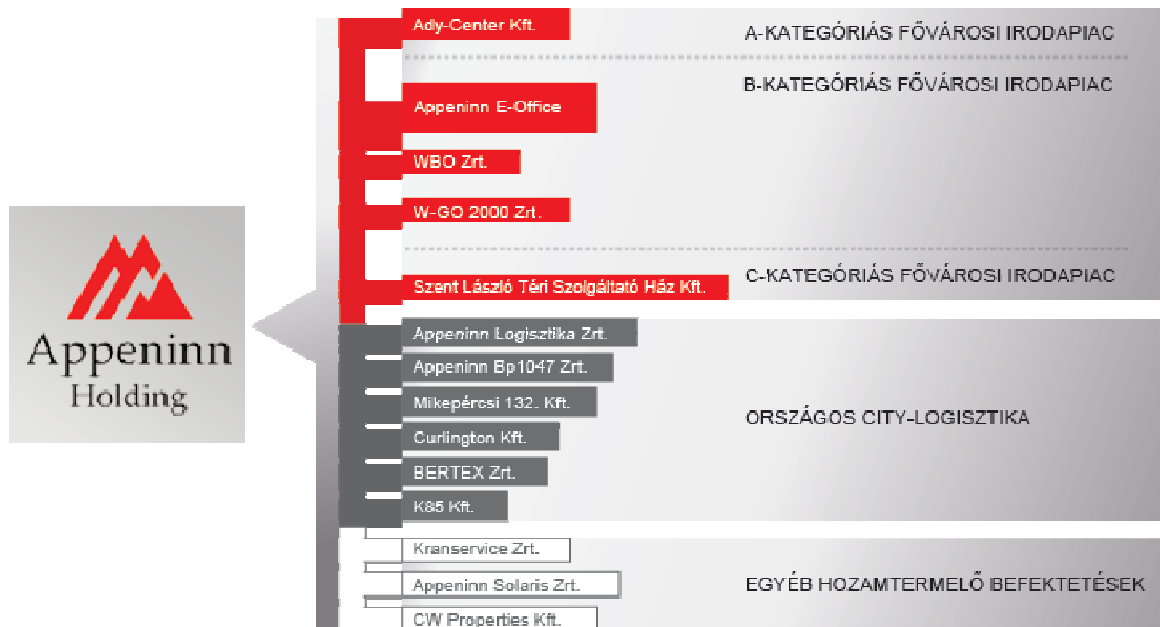 Appeninn
Holding
Ady-Center Kft.
A-KATEGÓRIÁS FŐVÁROSI IRODAPIAC
B-KATEGÓRIÁS FŐVÁROSI IRODAPIAC
Appeninn E-Office
WBO Zrt.
W-GO 2000 Zrt.
C-KATEGÓRIÁS FŐVÁROSI IRODAPIAC
Szent László Téri Szolgáltató Ház Kft.
Appeninn Logisztika Zrt.
Appeninn Bp1047 Zrt.
Mikepércsi 132. Kft.
Curlington Kft.
BERTEX Zrt.
K85 Kft.
ORSZÁGOS CITY-LOGISZTIKA
Kranservice Zrt.
Appeninn Solaris Zrt.
CW Properties Kft.
EGYÉB HOZAMTERMELŐ BEFEKTETÉSEK